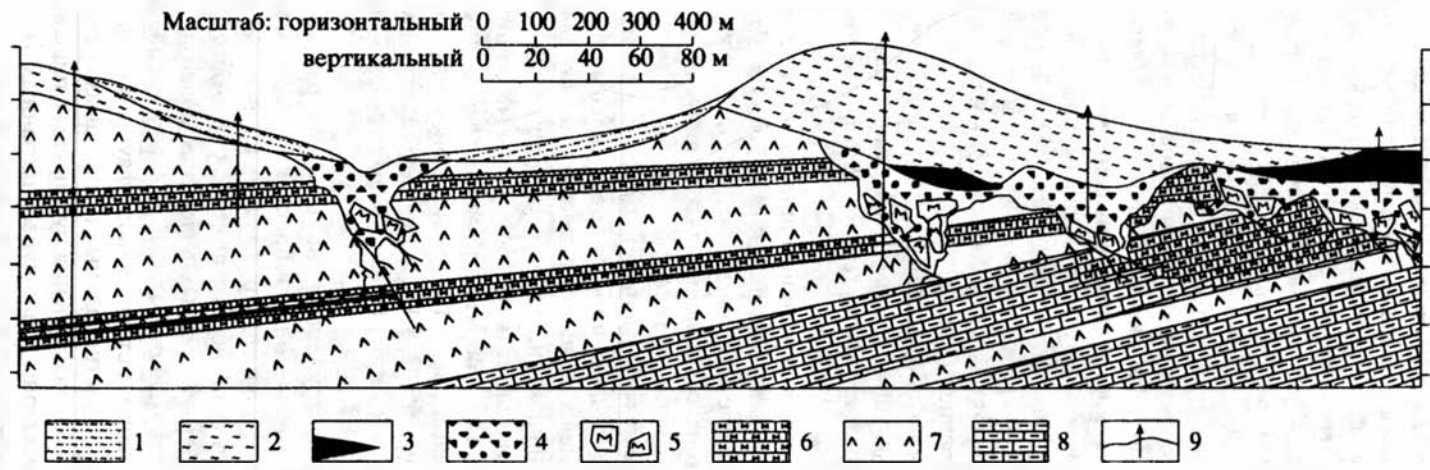 Масштаб: горизонтальный 0 100 200 300 400 м
вертикальный 0 20 40 60 80 м
1 2 3 4 5 6 7 8 9